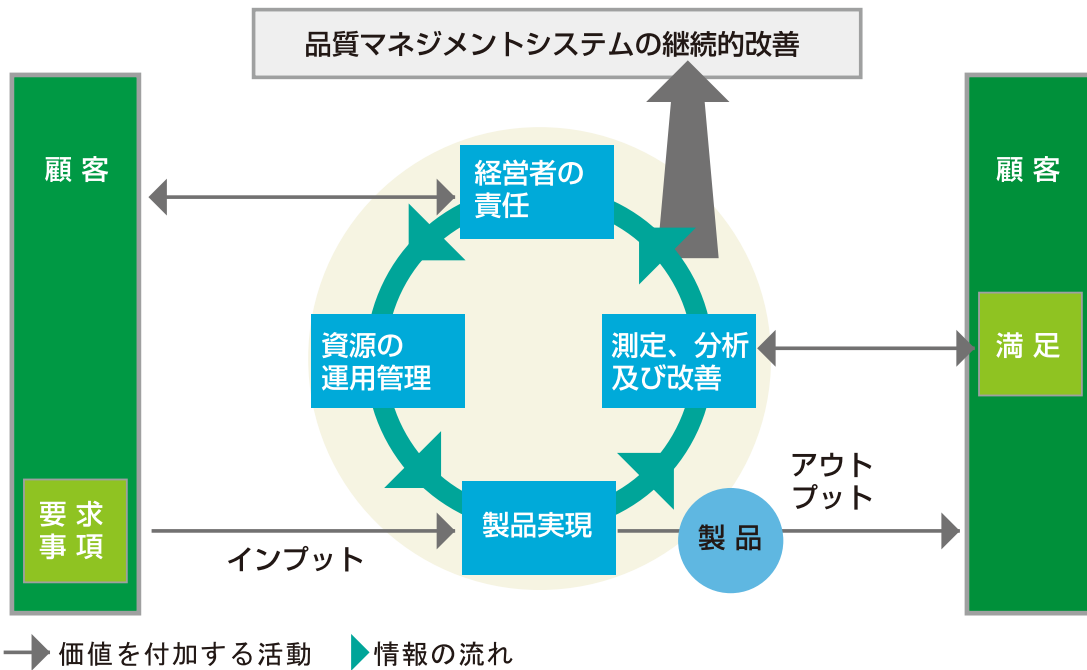 品質マネジメントシステムの継続的改善
顧客
顧客
経営者の
責任
資源の
運用管理
測定、分析
及び改善
満足
アウト
プット
要求
事項
インプット
製品実現
製品
価値を付加する活動
情報の流れ